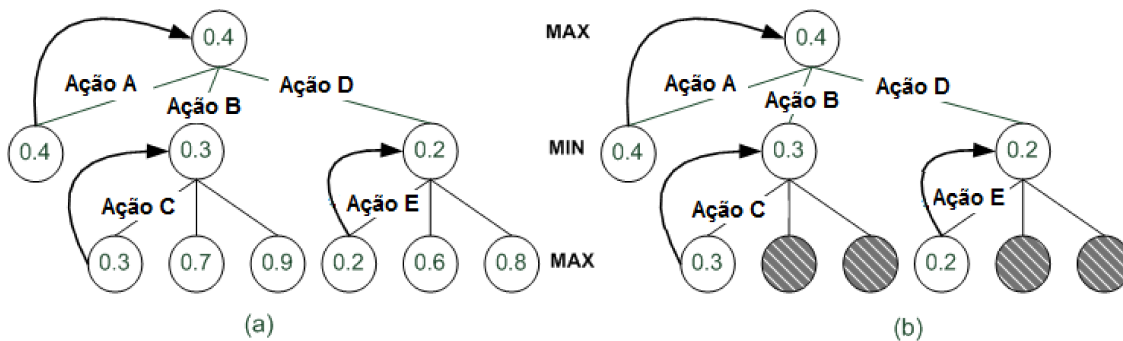 0.4 MAX 0.4
Ação A Ação D Ação A Ação D
Ação B Ação B
0.4 0.3 0.2 MIN 0.4 0.3 0.2
Ação C Ação E Ação C Ação E
0.3 0.7 0.9 0.2 0.6 0.8 MAX 0.3 0.2
(a) (b)